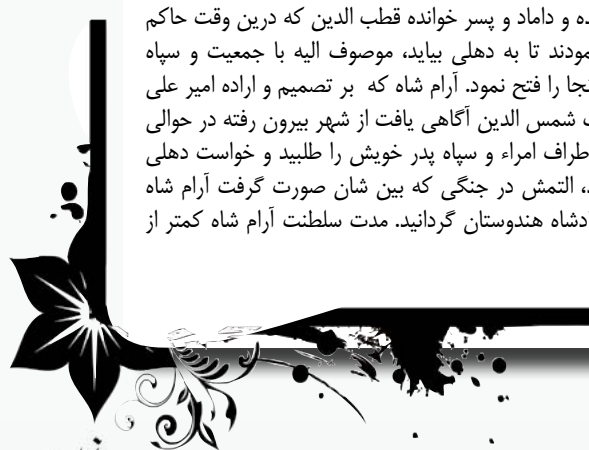 ده و داماد و پسر خوانده قطب الدین که درین وقت حاکم
مودند تا به دهلی بیاید، موصوف الیه با جمعیت و سپاه
نجا را فتح نمود. آرام شاه که بر تصمیم و اراده امیر علی
شمس الدین آگاهی یافت از شهر بیرون رفته در حوالی
طراف امراء و سپاه پدر خویش را طلبید و خواست دهلی
التمش در جنگی که بین شان صورت گرفت آرام شاه
ادشاه هندوستان گردانید. مدت سلطنت آرام شاه کمتر از